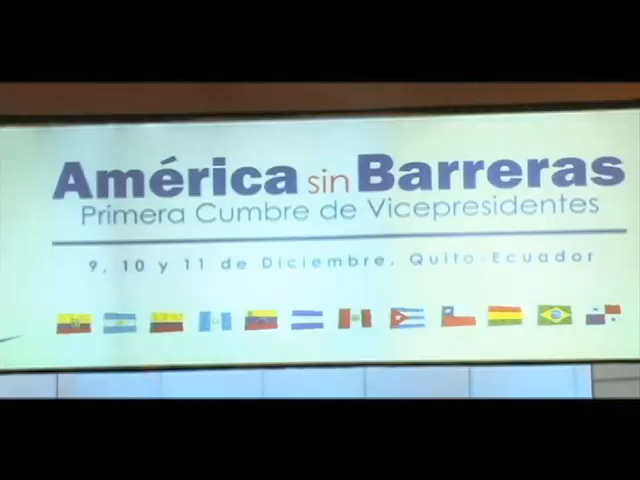 América sin Barreras
Primera Cumbre de Vicepresidentes
9, 10 y 11 de Diciembre. Quito-Ecuador